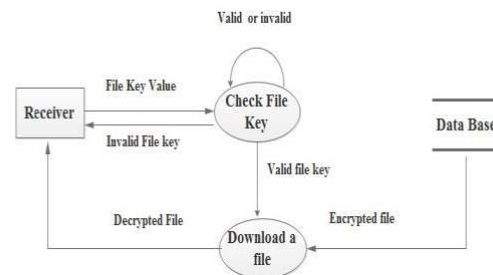 Valid or invalid
File Key Value
Receiver
Check File
Key
Invalid File key
Data Base
Valid file key
Decrypted File
Encrypted file
Download a
file